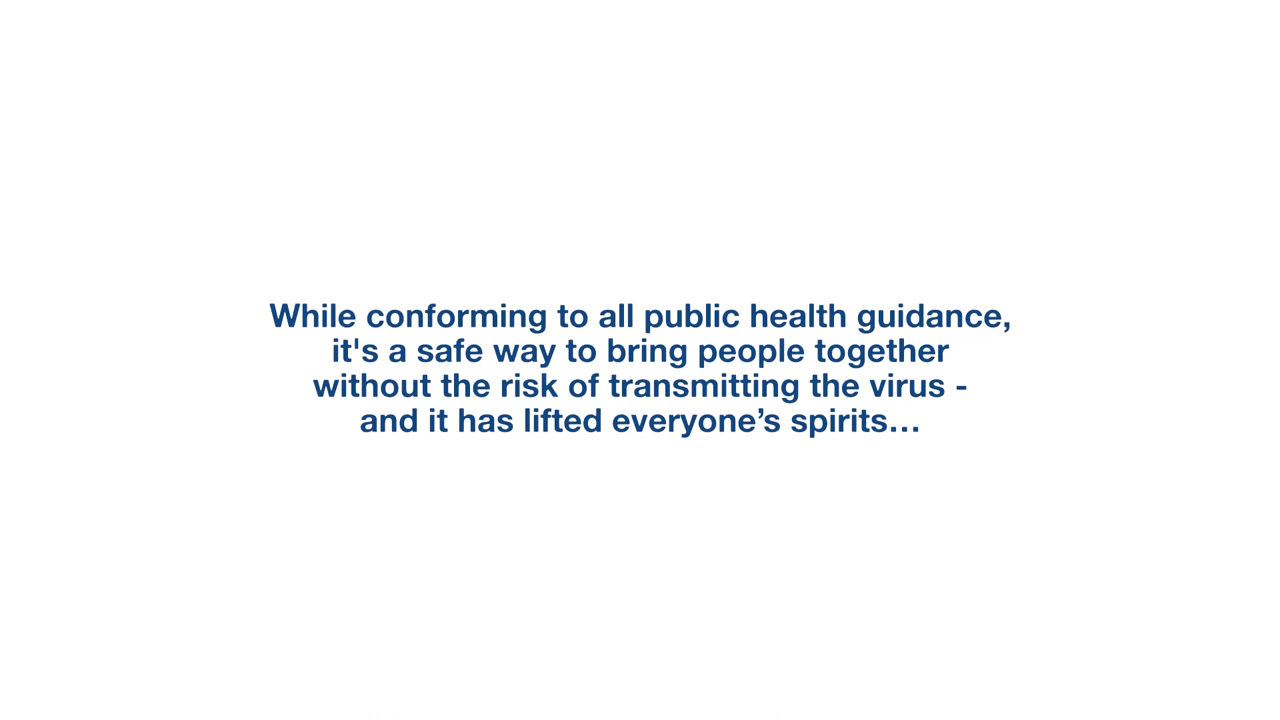 While conforming to all public health guidance,
it's a safe way to bring people together
without the risk of transmitting the virus -
and it has lifted everyone’s spirits…